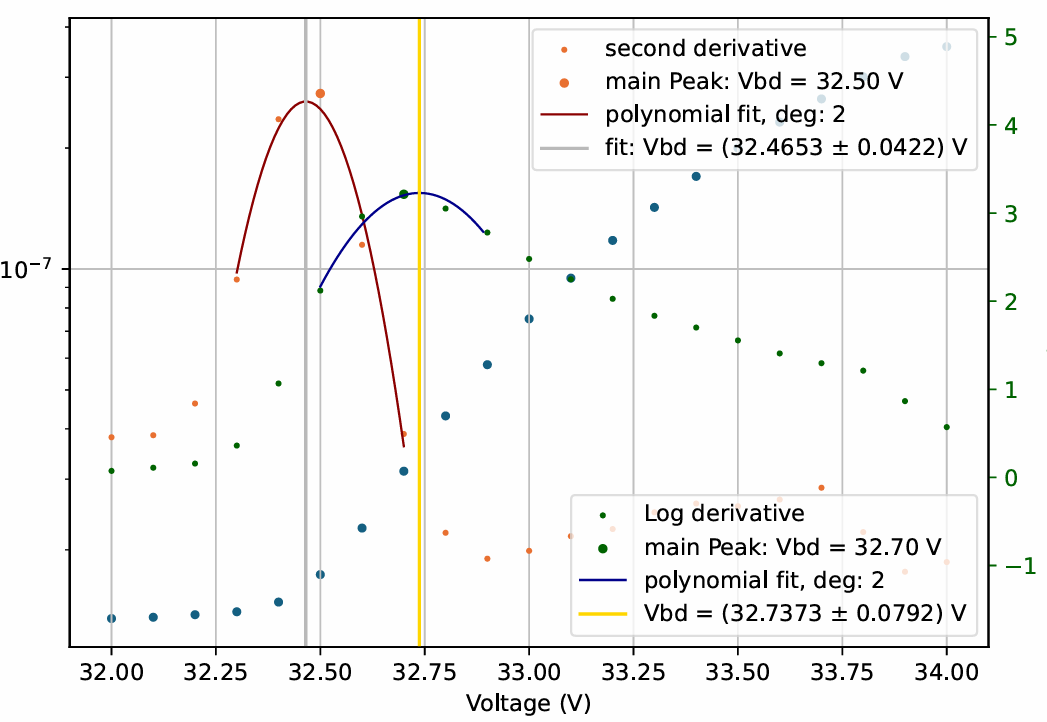 second derivative
main Peak: Vbd = 32.50 V
polynomial fit, deg: 2
fit: Vbd = (32.4653 ± 0.0422) V
10⁻⁷
5
4
3
2
1
0
−1
Log derivative
main Peak: Vbd = 32.70 V
polynomial fit, deg: 2
Vbd = (32.7373 ± 0.0792) V
32.00 32.25 32.50 32.75 33.00 33.25 33.50 33.75 34.00
Voltage (V)